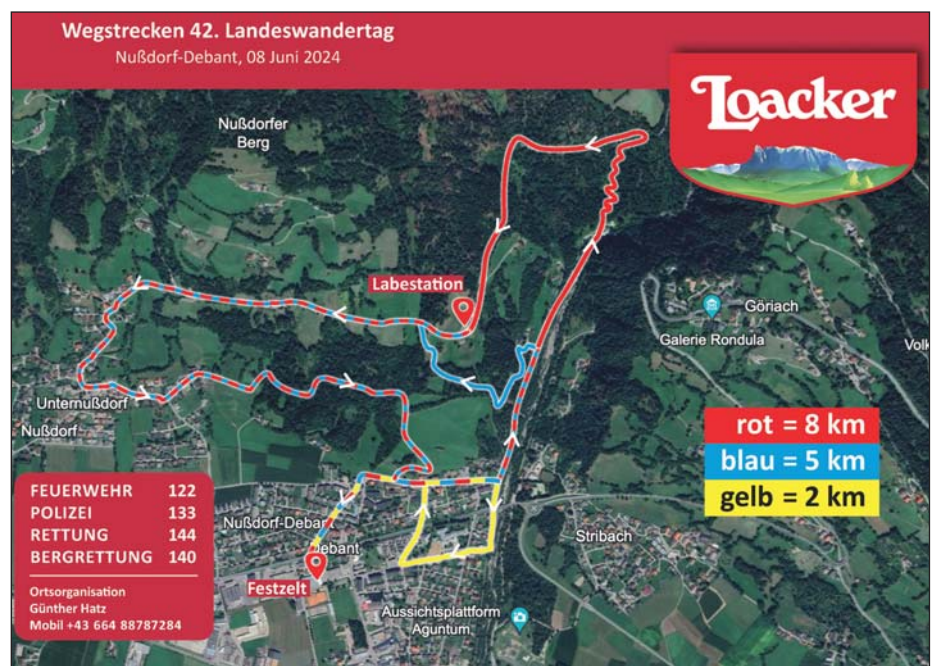 Wegstrecken 42. Landeswandertag
Nußdorf-Debant, 08 Juni 2024
Loacker
Nußdorfer
Berg
Labestation
Göriach
Galerie Rondula
Volk
Unternußdorf
Nußdorf
rot = 8 km
blau = 5 km
gelb = 2 km
FEUERWEHR 122
POLIZEI 133
RETTUNG 144
BERGRETTUNG 140
Ortsorganisation
Günther Hatz
Mobil +43 664 88787284
Nußdorf-Debant
Debant
Stribach
Festzelt
Aussichtsplattform
Aguntum